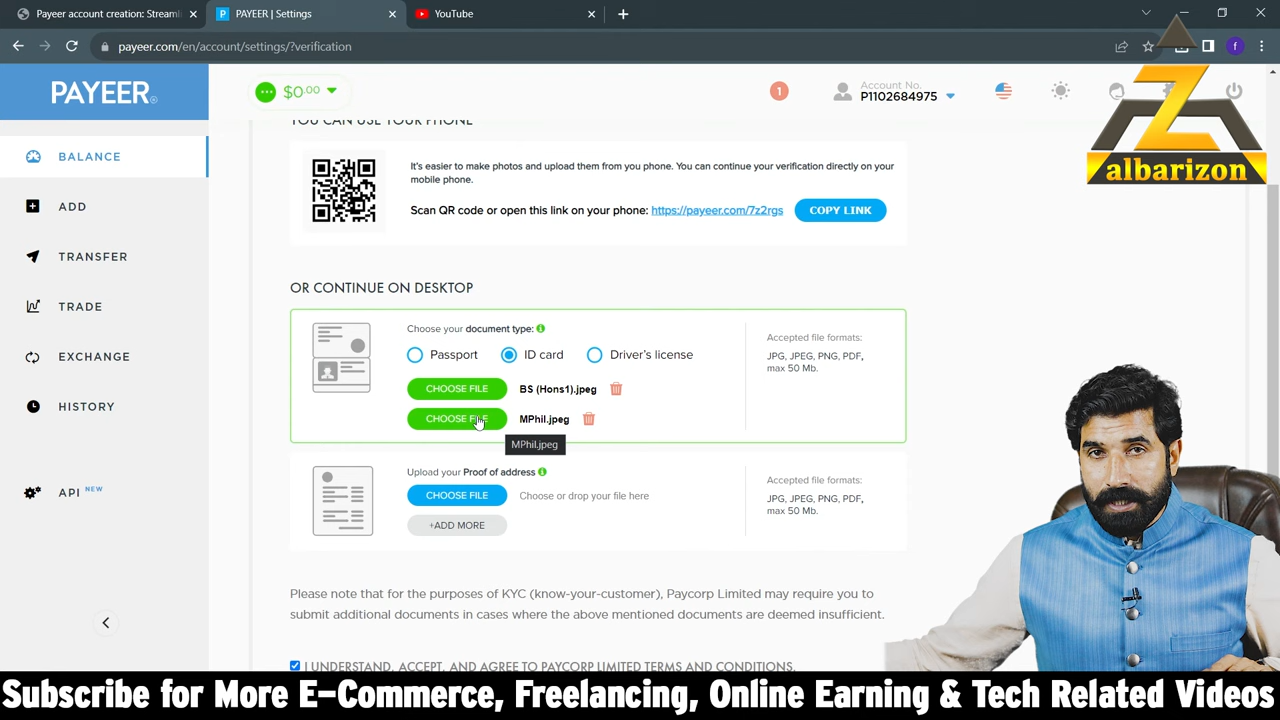 Payeer account creation: Streamli
PAYEER | Settings
YouTube
payeer.com/en/account/settings/?verification
f
PAYEER
$0.00
1
Account No.
P1102684975
Z
albarizon
YOU CAN USE YOUR PHONE
BALANCE
ADD
TRANSFER
TRADE
EXCHANGE
HISTORY
API NEW
It's easier to make photos and upload them from you phone. You can continue your verification directly on your
mobile phone.
Scan QR code or open this link on your phone: https://payeer.com/7z2rgs
COPY LINK
OR CONTINUE ON DESKTOP
Choose your document type:
Passport
ID card
Driver's license
CHOOSE FILE
BS (Hons1).jpeg
CHOOSE FILE
MPhil.jpeg
MPhil.jpeg
Accepted file formats:
JPG, JPEG, PNG, PDF,
max 50 Mb.
Upload your Proof of address
CHOOSE FILE
Choose or drop your file here
+ADD MORE
Accepted file formats:
JPG, JPEG, PNG, PDF,
max 50 Mb.
Please note that for the purposes of KYC (know-your-customer), Paycorp Limited may require you to
submit additional documents in cases where the above mentioned documents are deemed insufficient.
I UNDERSTAND, ACCEPT, AND AGREE TO PAYCORP LIMITED TERMS AND CONDITIONS.
Subscribe for More E-Commerce, Freelancing, Online Earning & Tech Related Videos